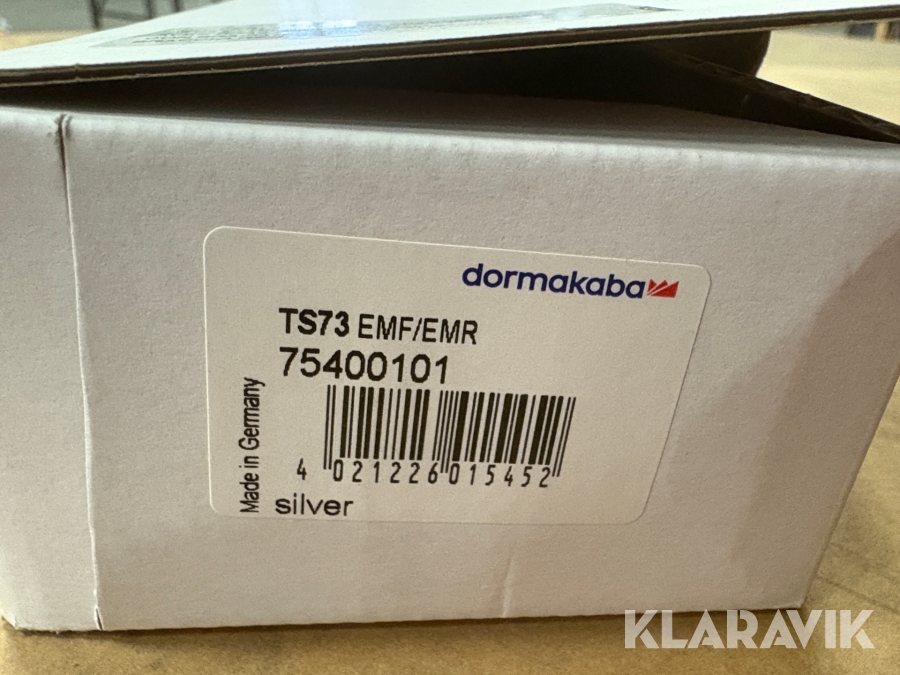 dormakaba
TS73 EMF/EMR
75400101
4 021226 015452
silver
Made in Germany
KLARAVIK